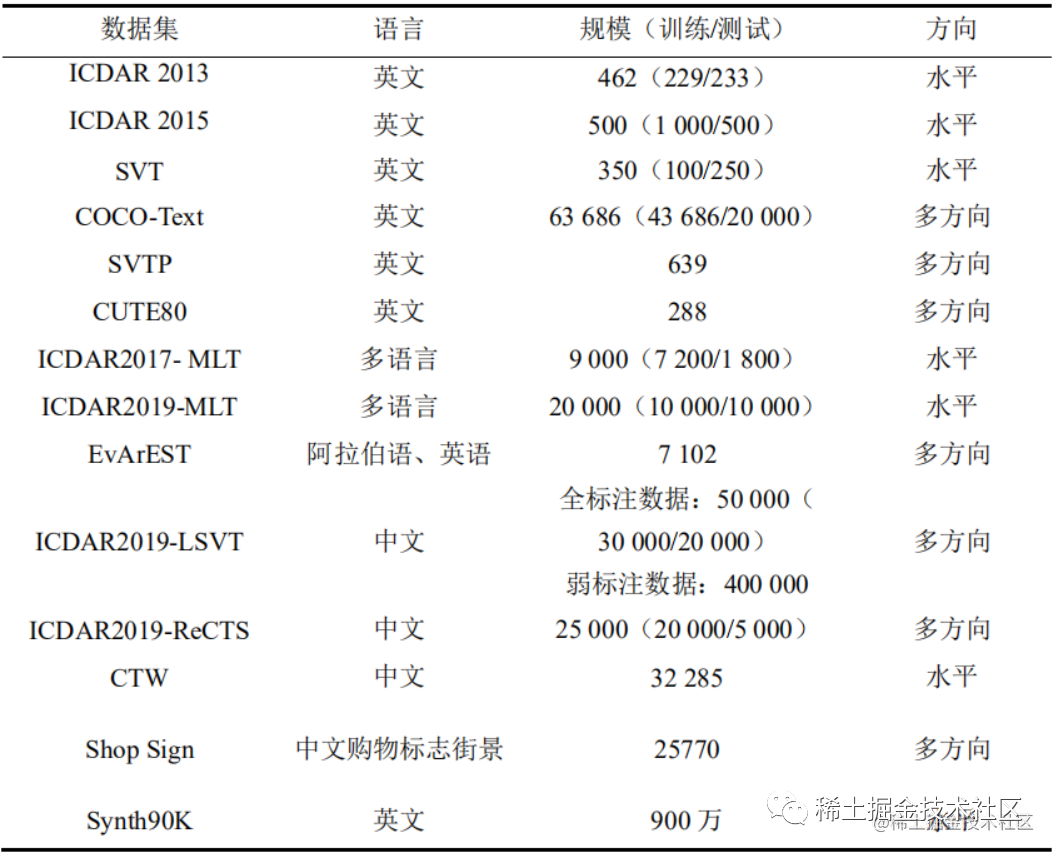 数据集 语言 规模（训练/测试） 方向
ICDAR 2013 英文 462（229/233） 水平
ICDAR 2015 英文 500（1 000/500） 水平
SVT 英文 350（100/250） 水平
COCO-Text 英文 63 686（43 686/20 000） 多方向
SVTP 英文 639 多方向
CUTE80 英文 288 多方向
ICDAR2017- MLT 多语言 9 000（7 200/1 800） 水平
ICDAR2019-MLT 多语言 20 000（10 000/10 000） 水平
EvArEST 阿拉伯语、英语 7 102 多方向
全标注数据：50 000（
ICDAR2019-LSVT 中文 30 000/20 000） 多方向
弱标注数据：400 000
ICDAR2019-ReCTS 中文 25 000（20 000/5 000） 多方向
CTW 中文 32 285 水平
Shop Sign 中文购物标志街景 25770 多方向
Synth90K 英文 900 万 水平
稀土掘金技术社区
@稀土掘金技术社区